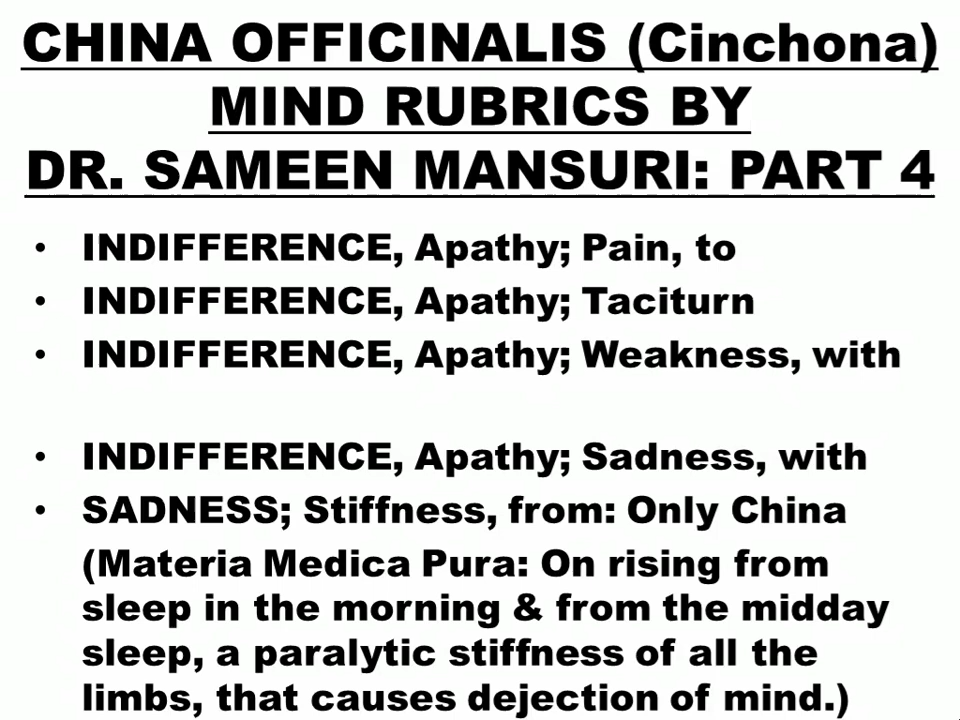 CHINA OFFICINALIS (Cinchona)
MIND RUBRICS BY
DR. SAMEEN MANSURI: PART 4
• INDIFFERENCE, Apathy; Pain, to
• INDIFFERENCE, Apathy; Taciturn
• INDIFFERENCE, Apathy; Weakness, with
• INDIFFERENCE, Apathy; Sadness, with
• SADNESS; Stiffness, from: Only China
(Materia Medica Pura: On rising from
sleep in the morning & from the midday
sleep, a paralytic stiffness of all the
limbs, that causes dejection of mind.)